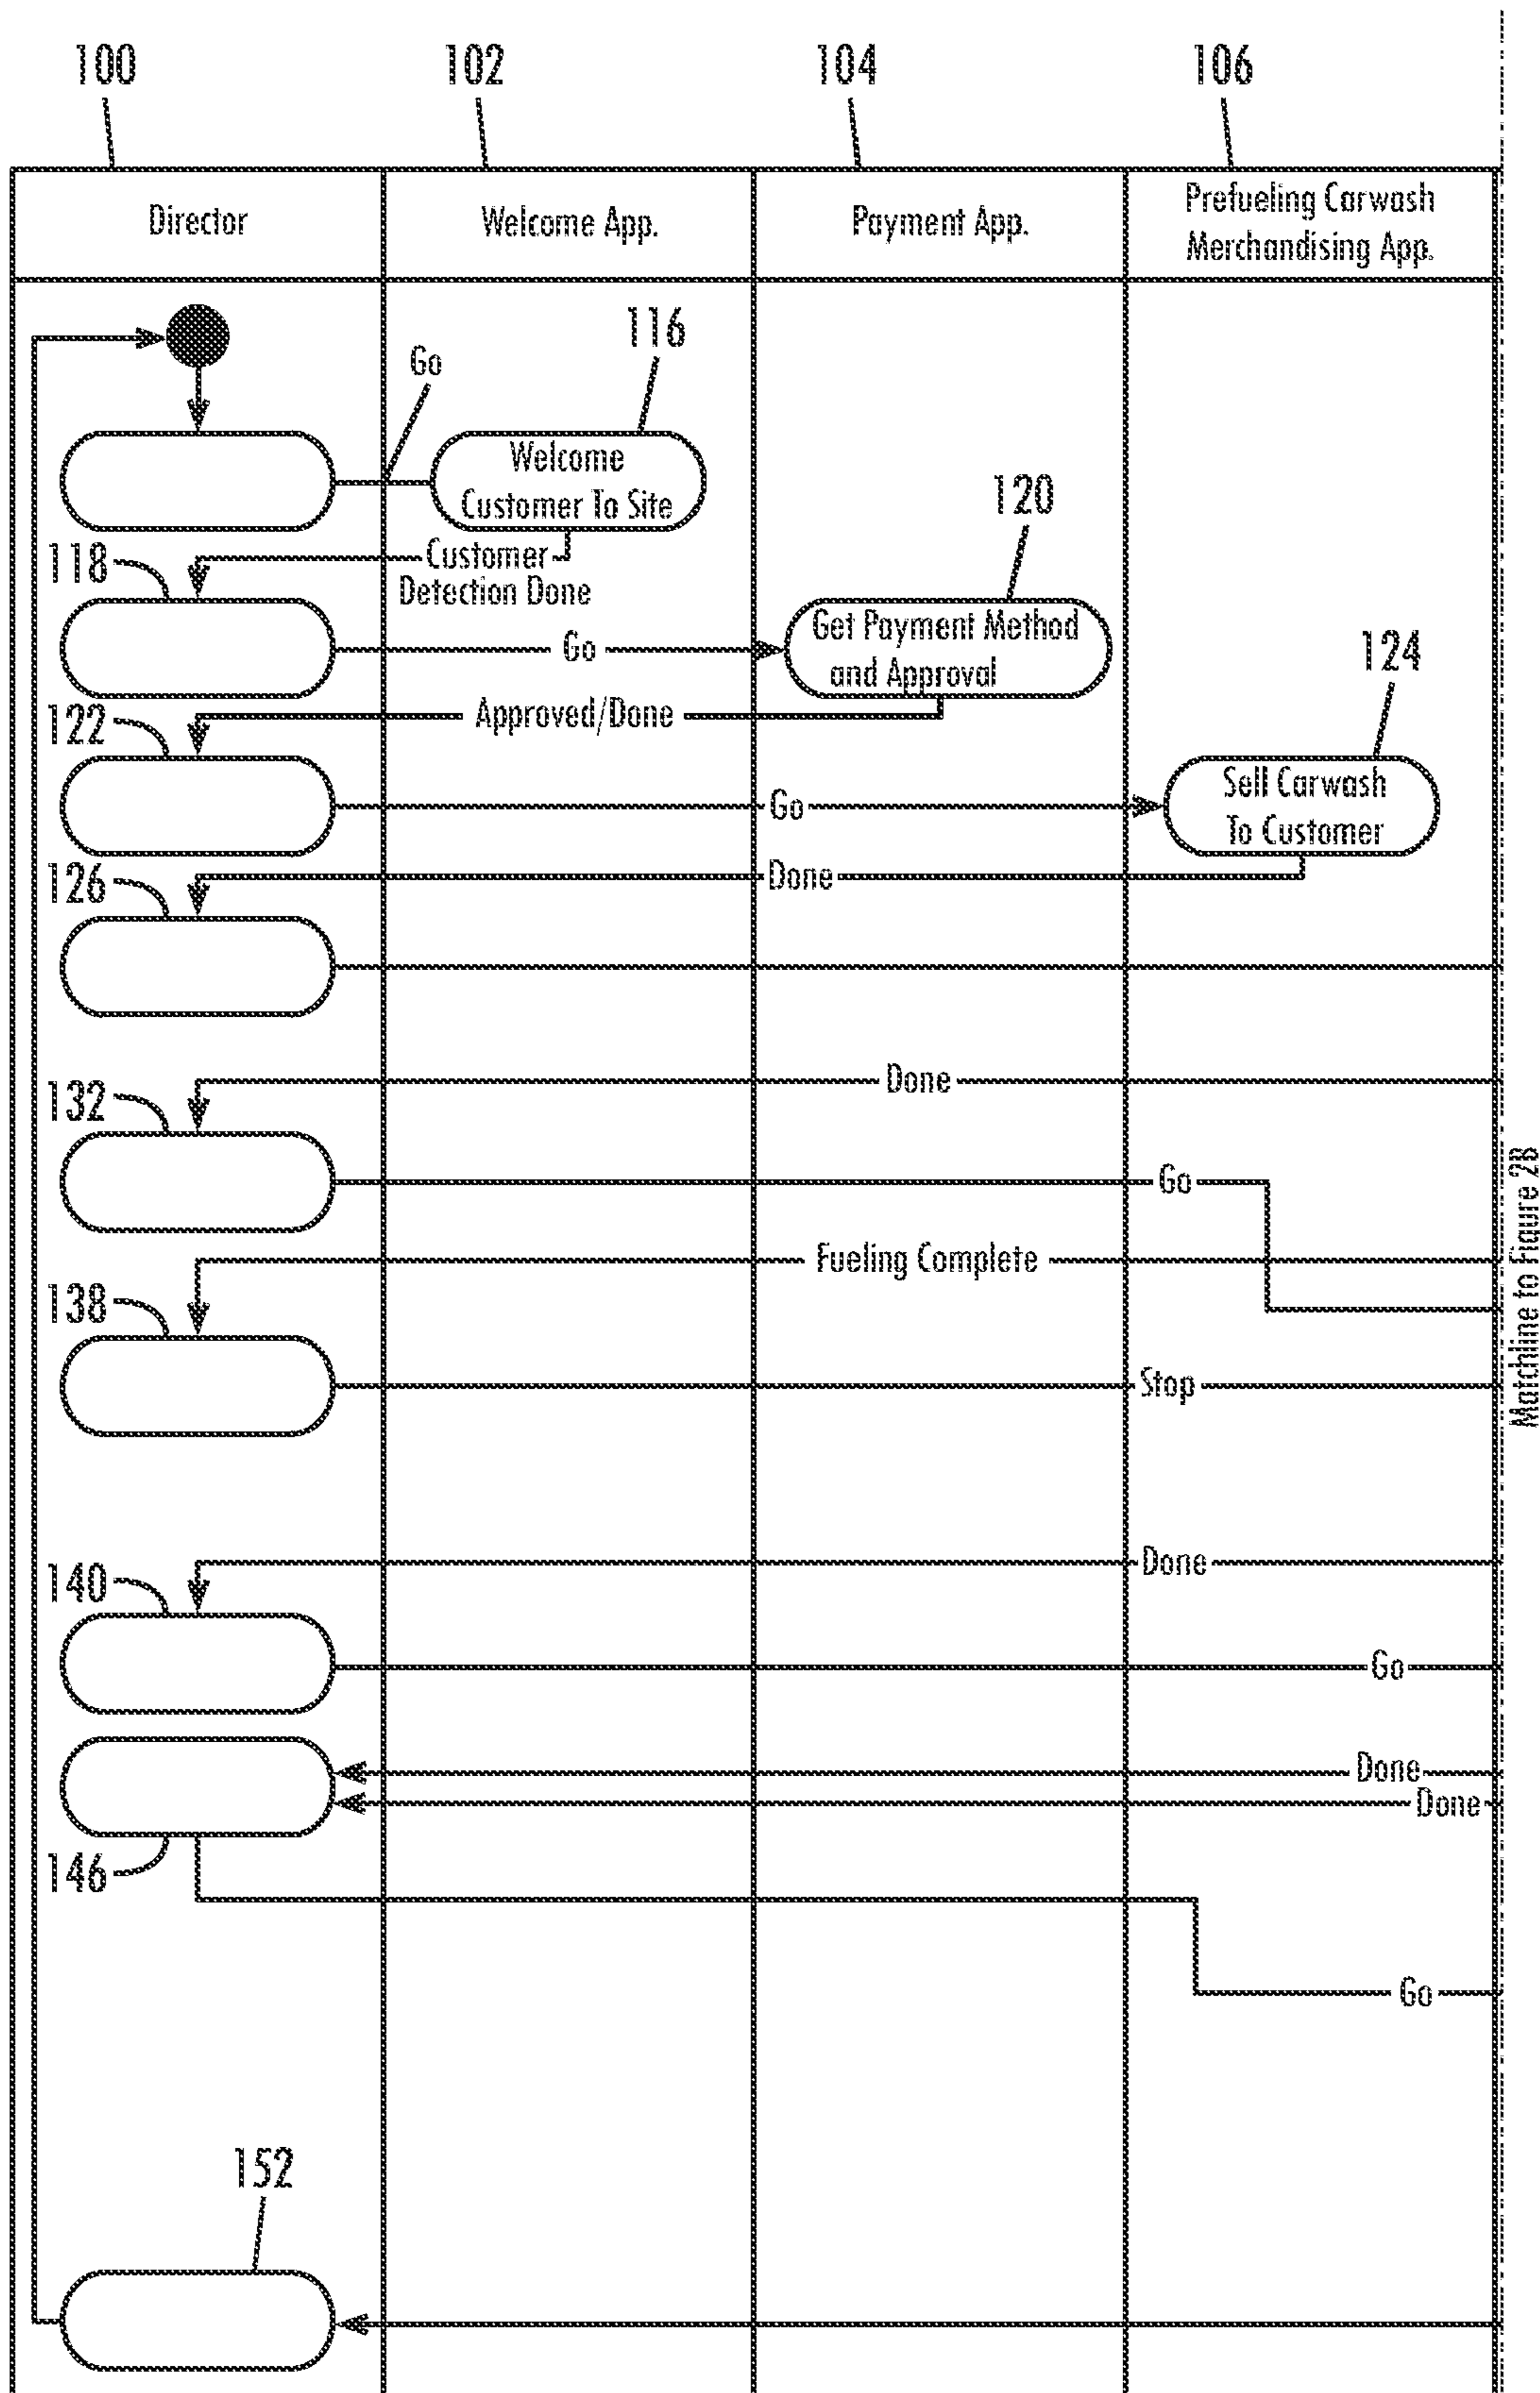 100
102
104
106
Director
Welcome App.
Payment App.
Prefueling Carwash
Merchandising App.
Go
116
Welcome
Customer To Site
120
118
Customer
Detection Done
Go
Get Payment Method
and Approval
124
122
Approved/Done
Go
Sell Carwash
To Customer
126
Done
Done
132
Go
Matchline to Figure 2B
Fueling Complete
138
Stop
Done
140
Go
Done
Done
146
Go
152